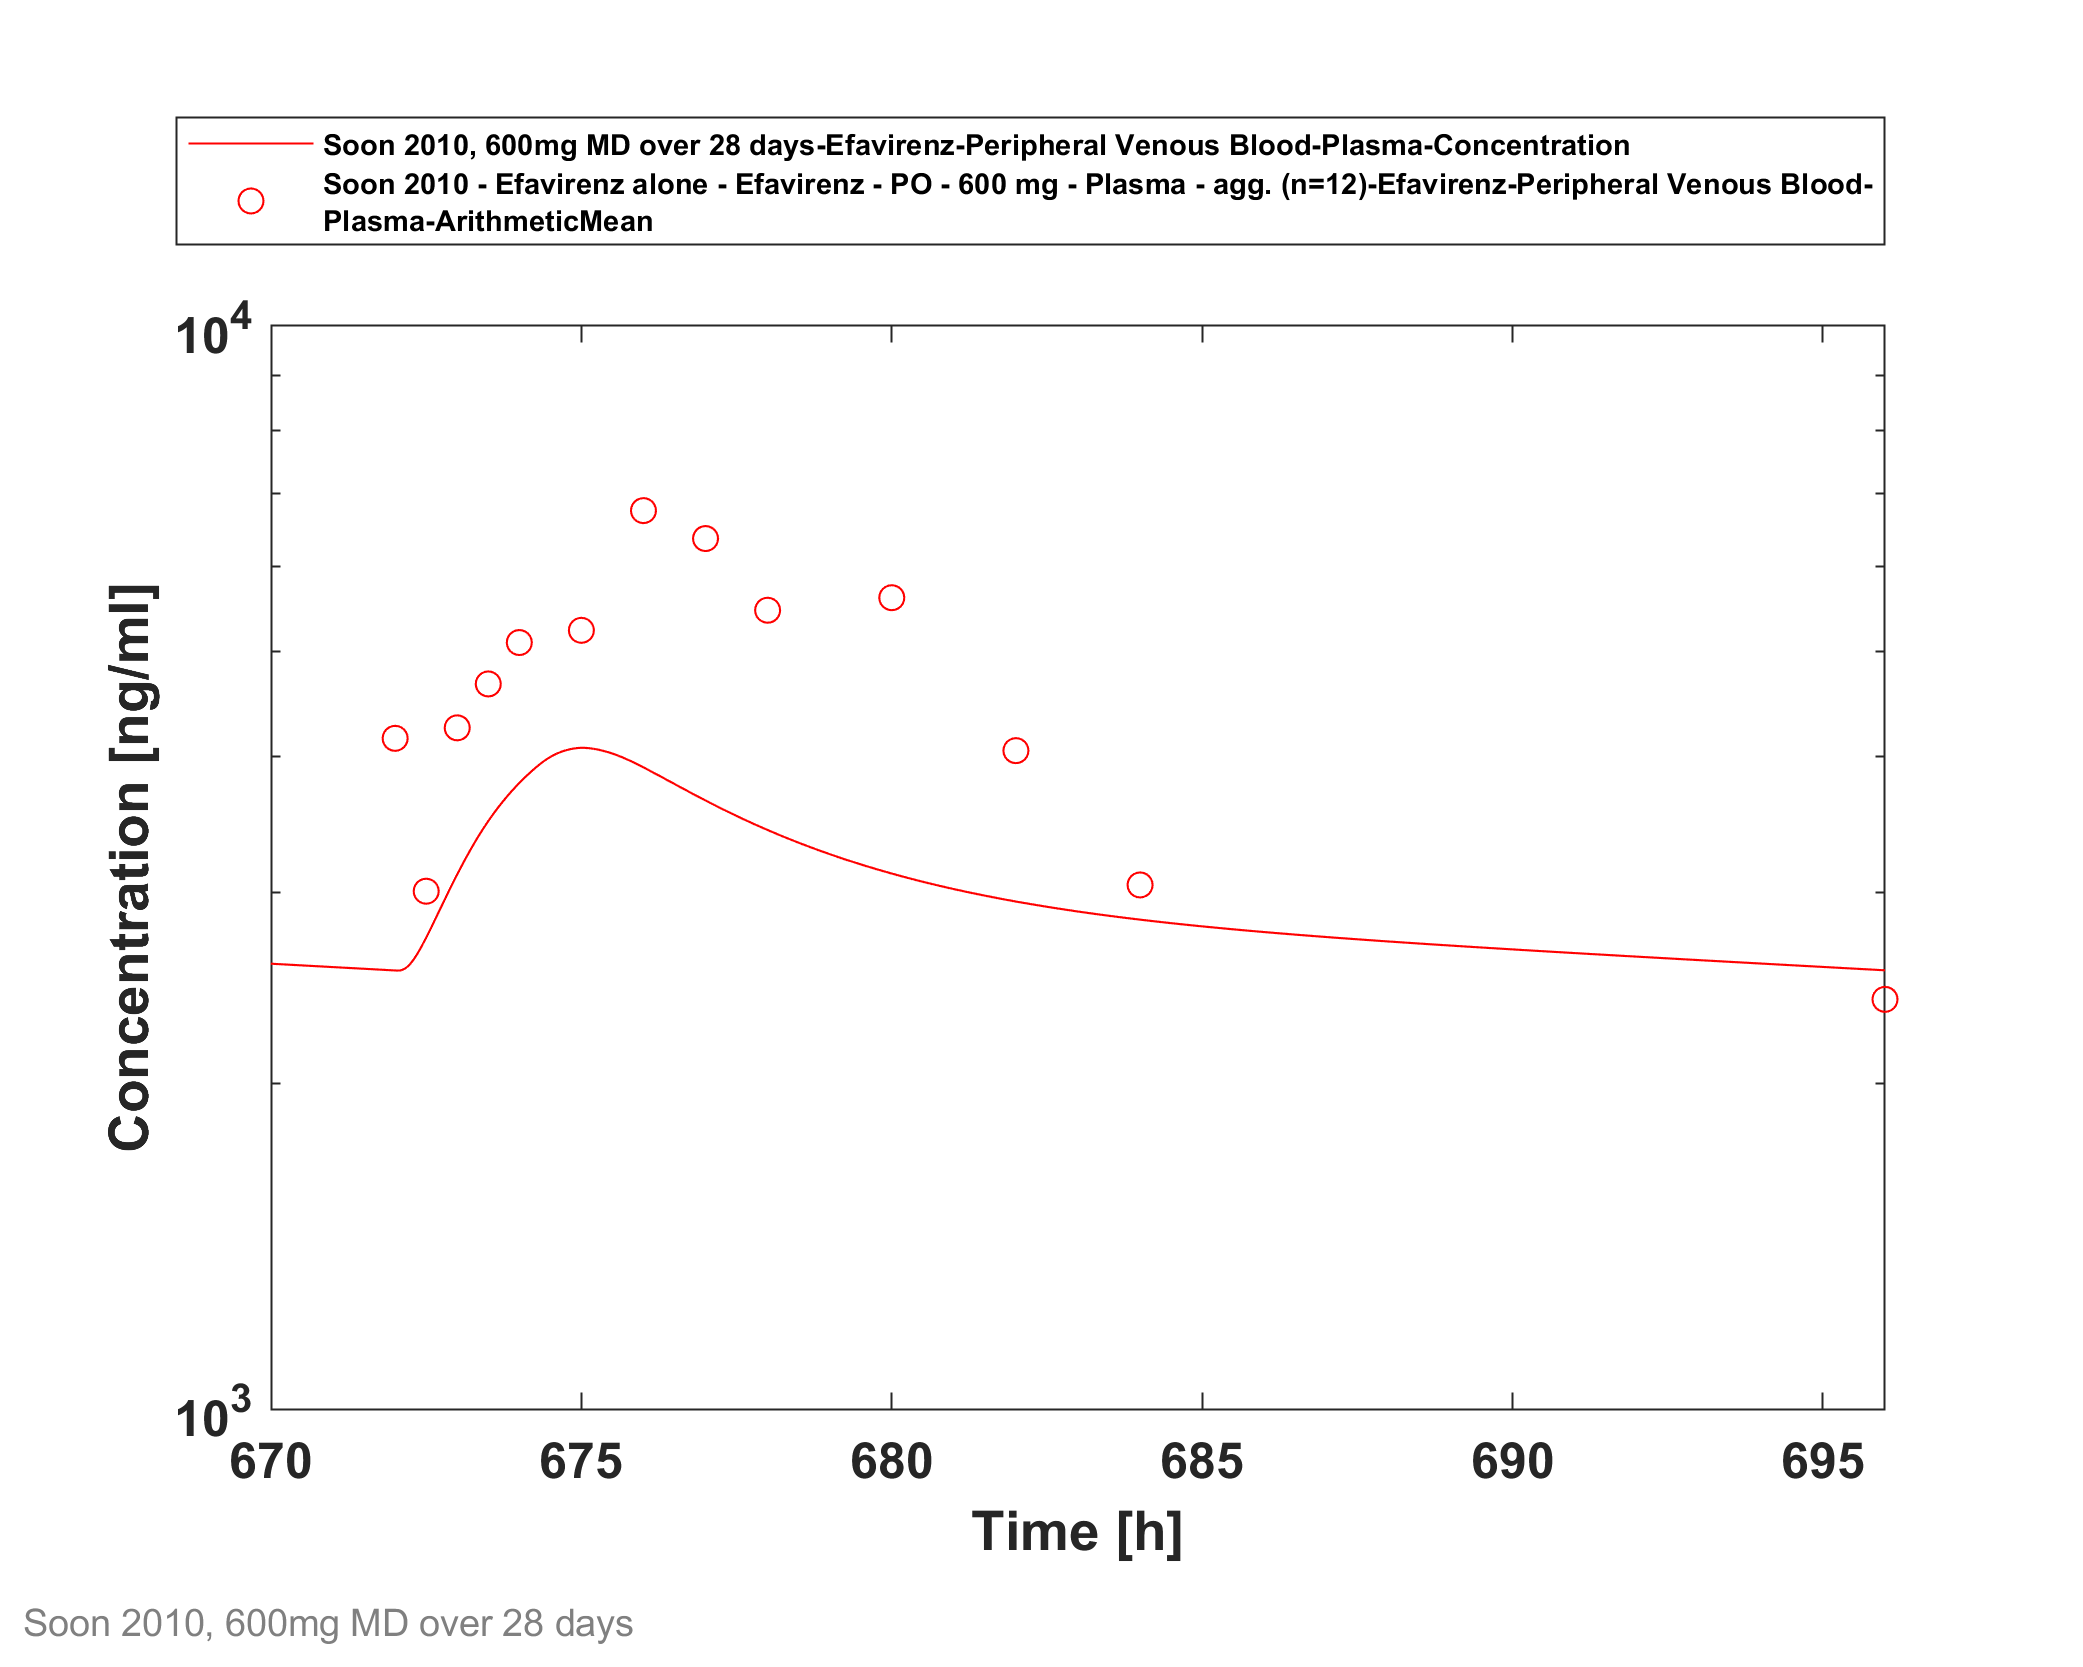 Soon 2010, 600mg MD over 28 days-Efavirenz-Peripheral Venous Blood-Plasma-Concentration
Soon 2010 - Efavirenz alone - Efavirenz - PO - 600 mg - Plasma - agg. (n=12)-Efavirenz-Peripheral Venous Blood-
Plasma-ArithmeticMean
10^4
Concentration [ng/ml]
10^3
670 675 680 685 690 695
Time [h]
Soon 2010, 600mg MD over 28 days